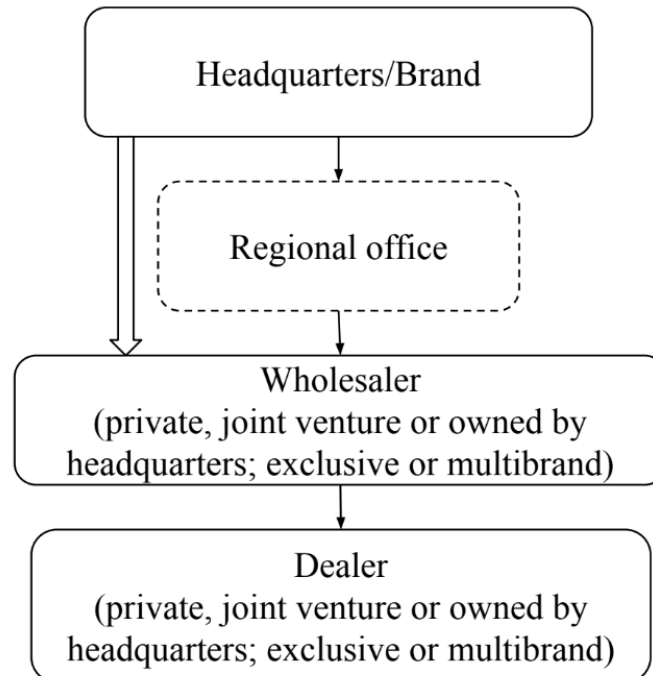 Headquarters/Brand
Regional office
Wholesaler
(private, joint venture or owned by
headquarters; exclusive or multibrand)
Dealer
(private, joint venture or owned by
headquarters; exclusive or multibrand)